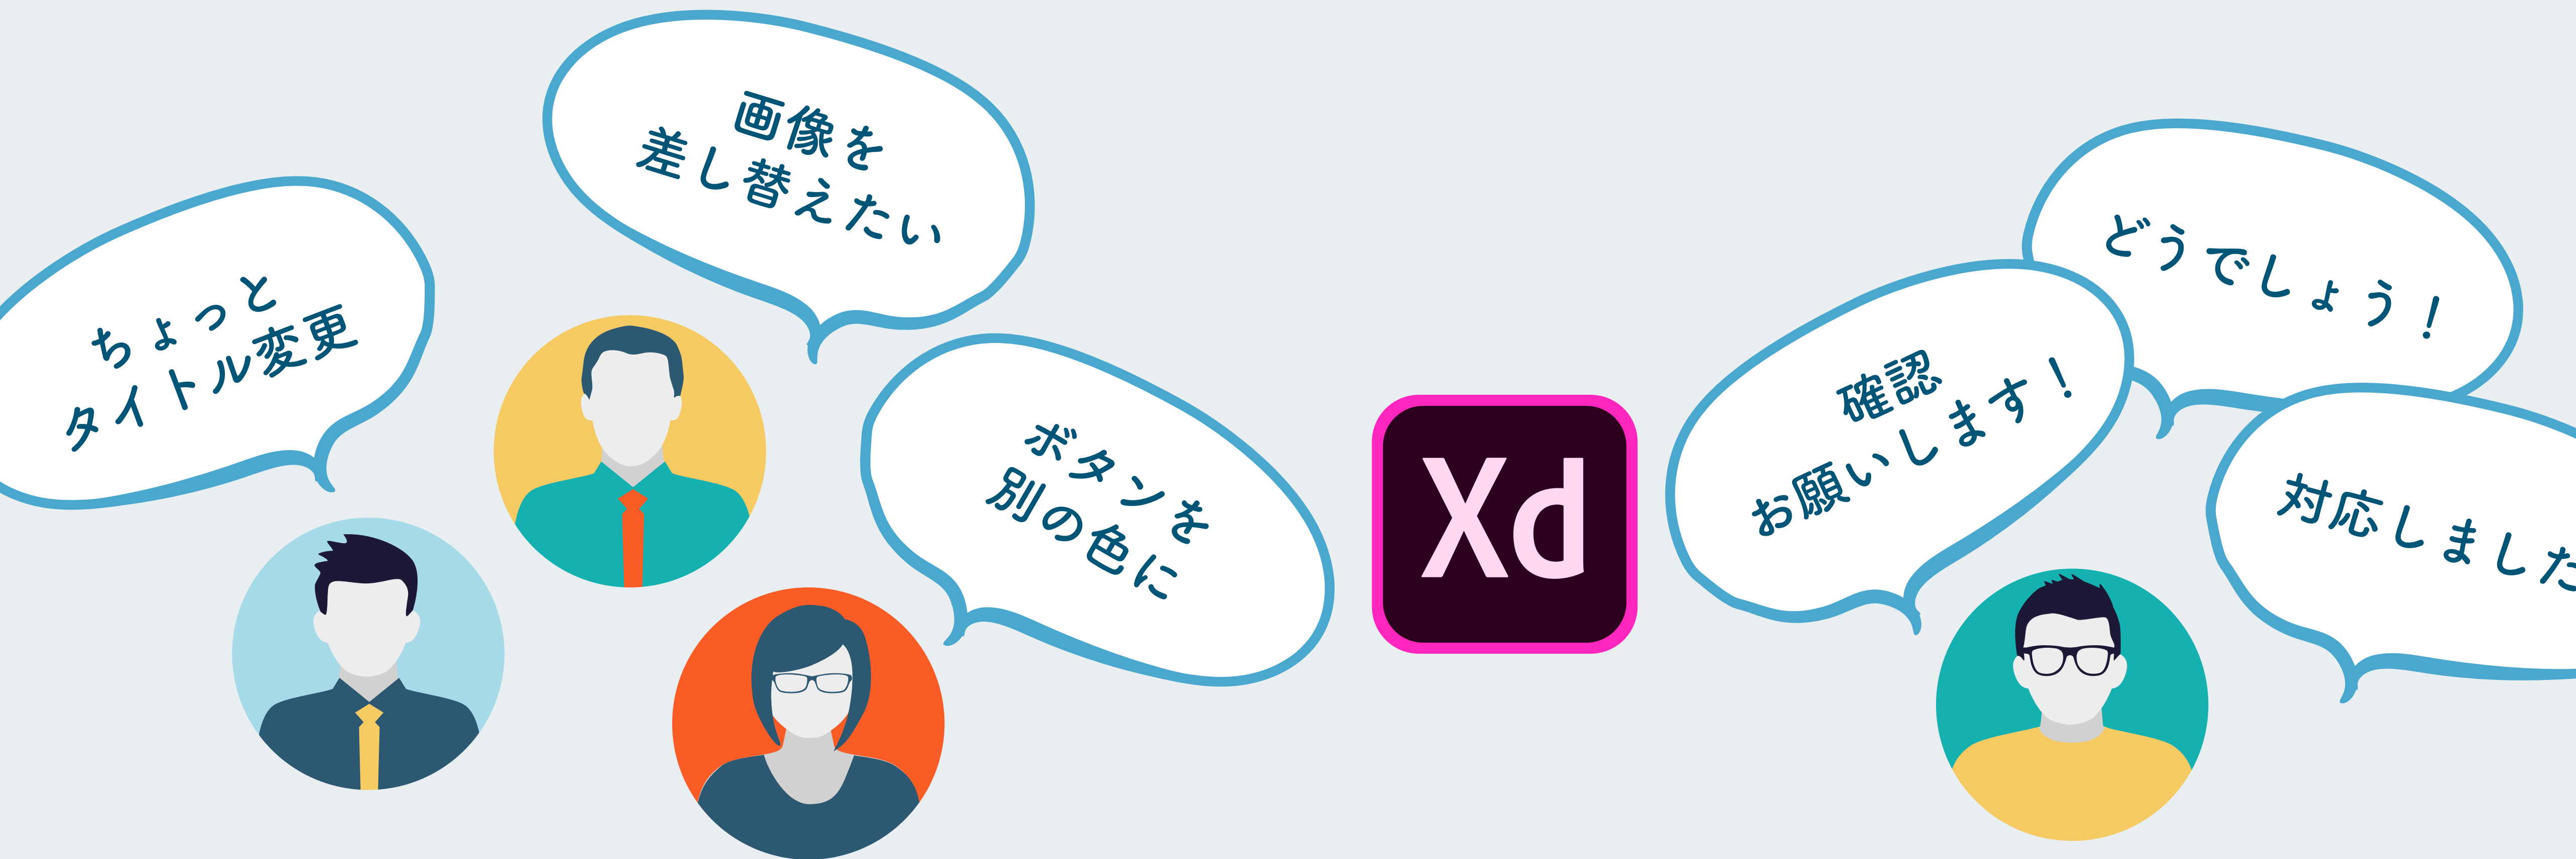 ちょっと
タイトル変更
画像を
差し替えたい
ボタンを
別の色に
Xd
確認
お願いします！
どうでしょう！
対応しました